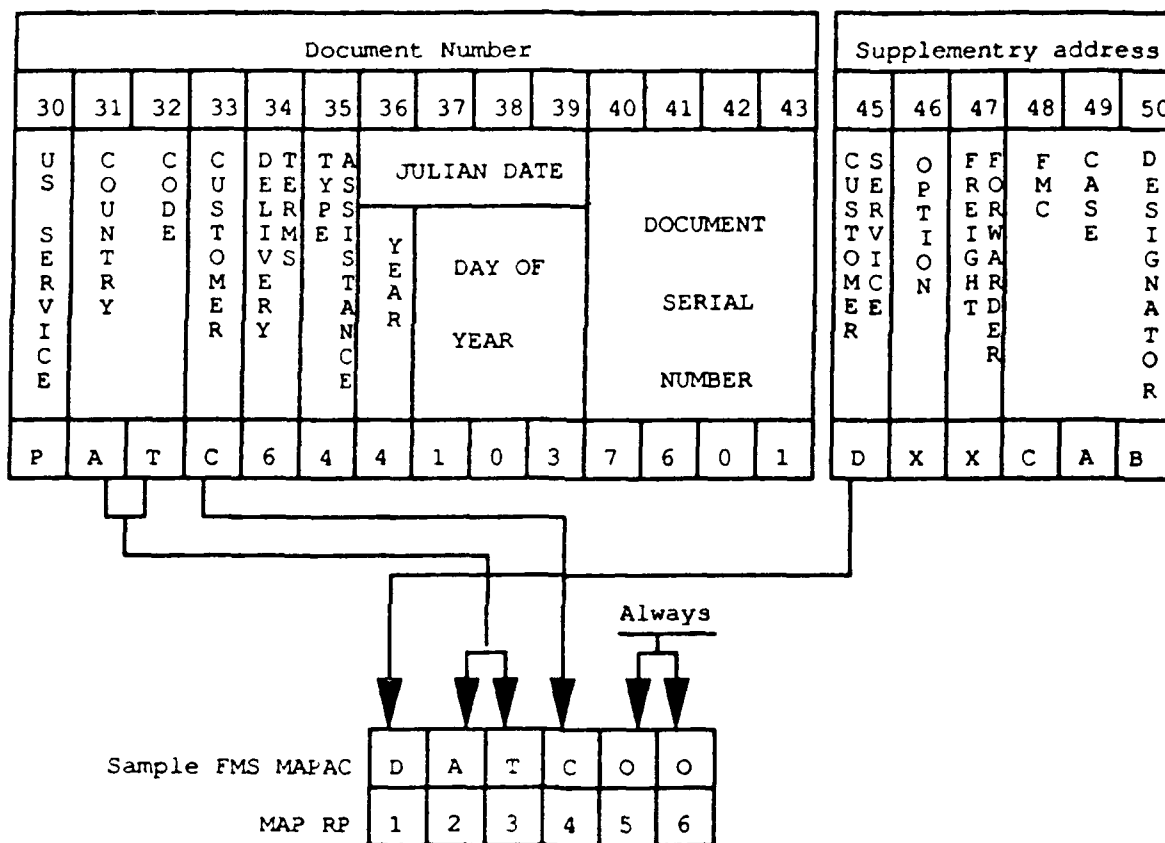 Document Number
Supplementry address
30 31 32 33 34 35 36 37 38 39 40 41 42 43 45 46 47 48 49 50
US SERVICE
COUNTRY CODE
CUSTOMER
DELIVERY TERMS
TYPE ASSISTANCE
JULIAN DATE
YEAR
DAY OF
YEAR
DOCUMENT
SERIAL
NUMBER
CUSTOMER SERVICE
OPTION
FREIGHT FORWARDER
FMC CASE DESIGNATOR
P A T C 6 4 4 1 0 3 7 6 0 1 D X X C A B
Always
Sample FMS MAPAC D A T C O O
MAP RP 1 2 3 4 5 6